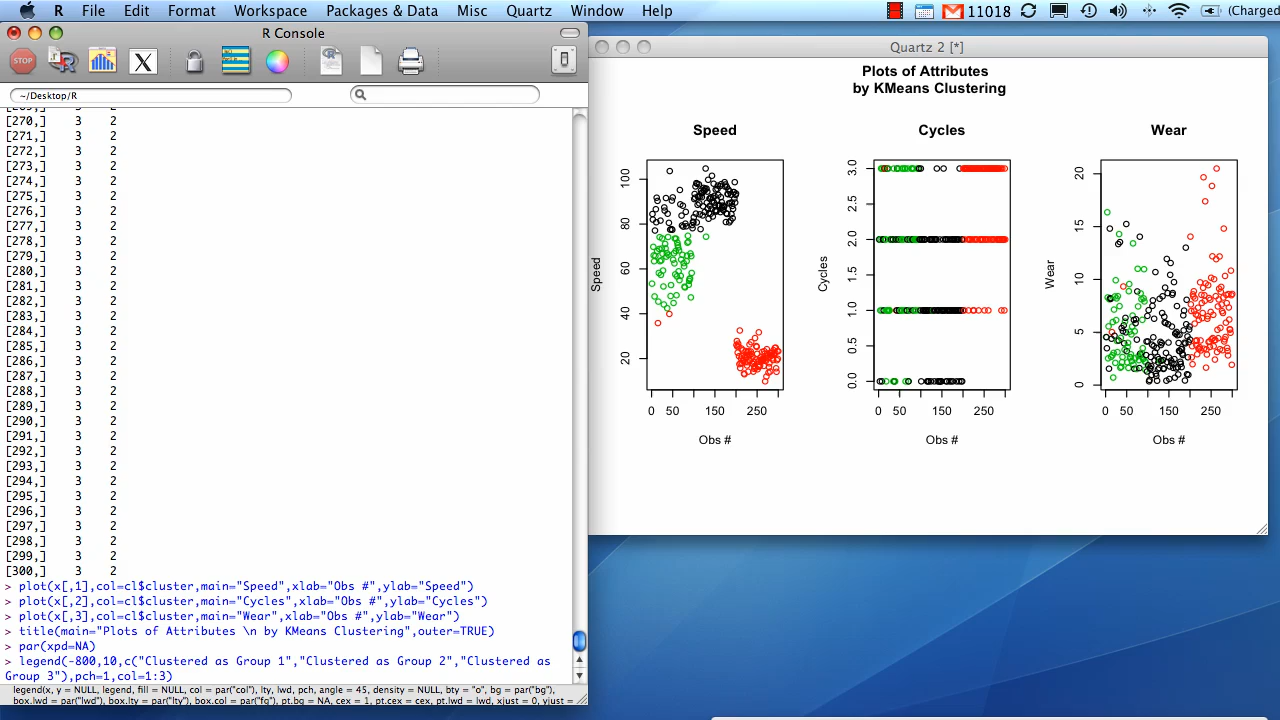 R File Edit Format Workspace Packages & Data Misc Quartz Window Help 11018 (Charged
R Console
STOP
X
~/Desktop/R
[270,] 3 2
[271,] 3 2
[272,] 3 2
[273,] 3 2
[274,] 3 2
[275,] 3 2
[276,] 3 2
[277,] 3 2
[278,] 3 2
[279,] 3 2
[280,] 3 2
[281,] 3 2
[282,] 3 2
[283,] 3 2
[284,] 3 2
[285,] 3 2
[286,] 3 2
[287,] 3 2
[288,] 3 2
[289,] 3 2
[290,] 3 2
[291,] 3 2
[292,] 3 2
[293,] 3 2
[294,] 3 2
[295,] 3 2
[296,] 3 2
[297,] 3 2
[298,] 3 2
[299,] 3 2
[300,] 3 2
> plot(x[,1],col=cl$cluster,main="Speed",xlab="Obs #",ylab="Speed")
> plot(x[,2],col=cl$cluster,main="Cycles",xlab="Obs #",ylab="Cycles")
> plot(x[,3],col=cl$cluster,main="Wear",xlab="Obs #",ylab="Wear")
> title(main="Plots of Attributes \n by KMeans Clustering",outer=TRUE)
> par(xpd=NA)
> legend(-800,10,c("Clustered as Group 1","Clustered as Group 2","Clustered as
Group 3"),pch=1,col=1:3)
legend(x, y = NULL, legend, fill = NULL, col = par("col"), lty, lwd, pch, angle = 45, density = NULL, bty = "o", bg = par("bg"),
box.lwd = par("lwd"), box.lty = par("lty"), box.col = par("fg"), pt.bg = NA, cex = 1, pt.cex = cex, pt.lwd = lwd, xjust = 0, yjust =
Quartz 2 [*]
Plots of Attributes
by KMeans Clustering
Speed
Speed
100
80
60
40
20
0 50 150 250
Obs #
Cycles
Cycles
3.0
2.5
2.0
1.5
1.0
0.5
0.0
0 50 150 250
Obs #
Wear
Wear
20
15
10
5
0
0 50 150 250
Obs #